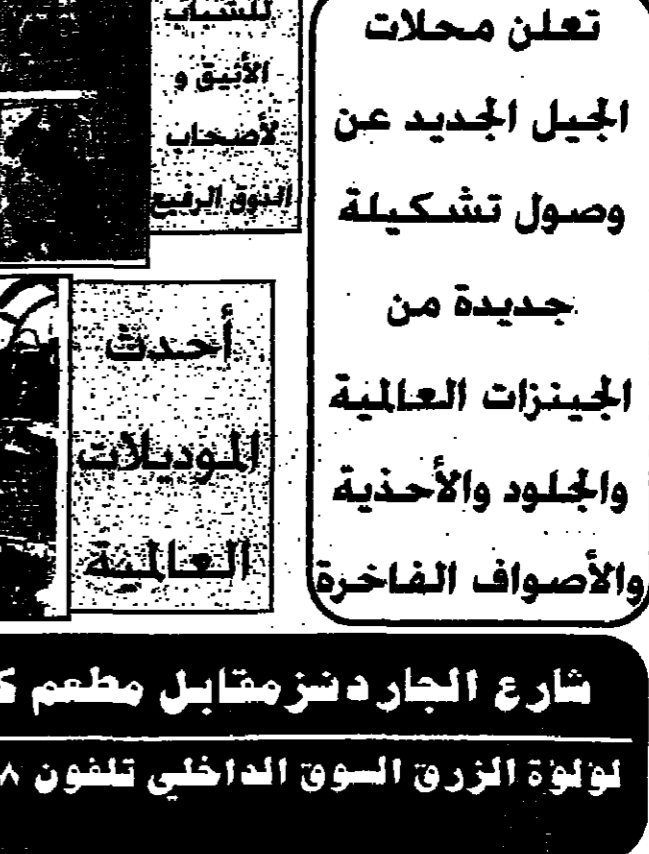 تعلن محلات
الجيل الجديد عن
وصول تشكيلة
جديدة من
الجينزات العالمية
والجلود والأحذية
والأصواف الفاخرة
للشباب
الأنيق و
لأصحاب
الذوق الرفيع
أحدث
الموديلات
العالمية
شارع الجاردنز مقابل مطعم
لؤلؤة الزرق السوق الداخلي تلفون ٨